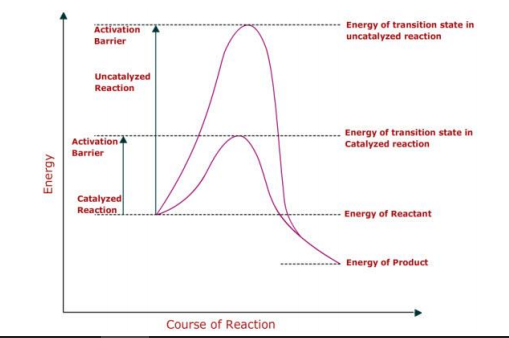 Activation
Barrier
Energy of transition state in
uncatalyzed reaction
Uncatalyzed
Reaction
Activation
Barrier
Energy of transition state in
Catalyzed reaction
Catalyzed
Reaction
Energy of Reactant
Energy of Product
Energy
Course of Reaction